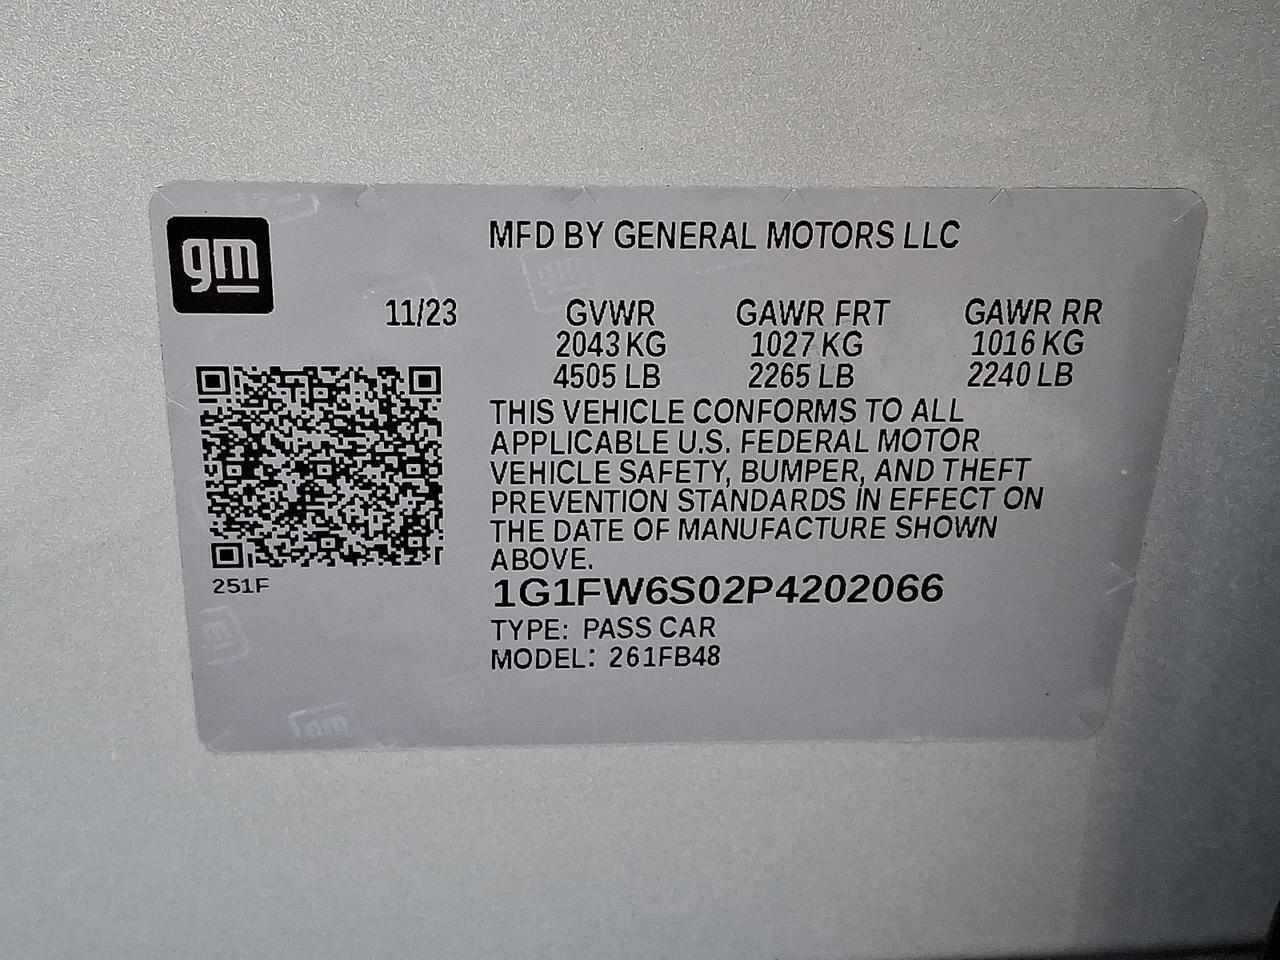 gm
MFD BY GENERAL MOTORS LLC
11/23 GVWR GAWR FRT GAWR RR
2043 KG 1027 KG 1016 KG
4505 LB 2265 LB 2240 LB
THIS VEHICLE CONFORMS TO ALL
APPLICABLE U.S. FEDERAL MOTOR
VEHICLE SAFETY, BUMPER, AND THEFT
PREVENTION STANDARDS IN EFFECT ON
THE DATE OF MANUFACTURE SHOWN
ABOVE.
251F
1G1FW6S02P4202066
TYPE: PASS CAR
MODEL: 261FB48
gm